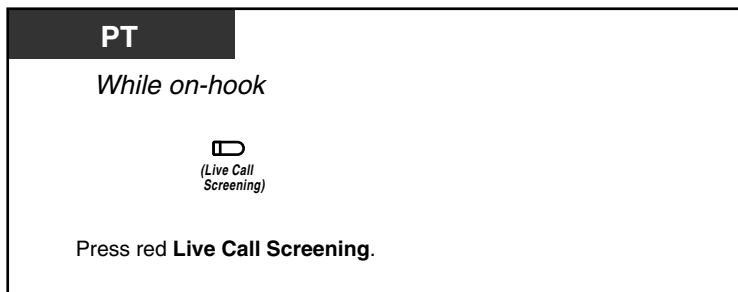 PT
While on-hook
(Live Call
Screening)
Press red Live Call Screening.